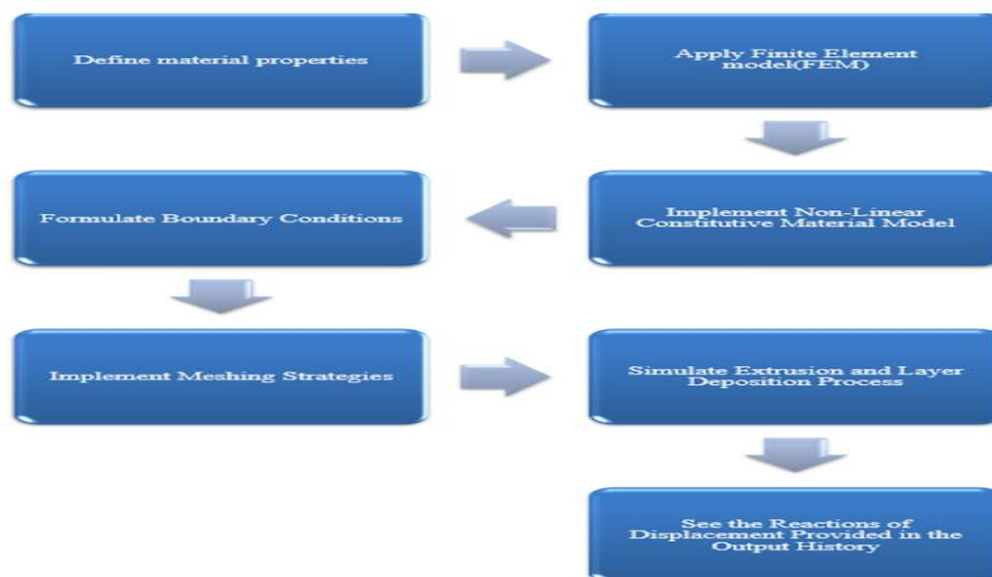 Define material properties
Apply Finite Element
model(FEM)
Implement Non-Linear
Constitutive Material Model
Formulate Boundary Conditions
Implement Meshing Strategies
Simulate Extrusion and Layer
Deposition Process
See the Reactions of
Displacement Provided in the
Output History